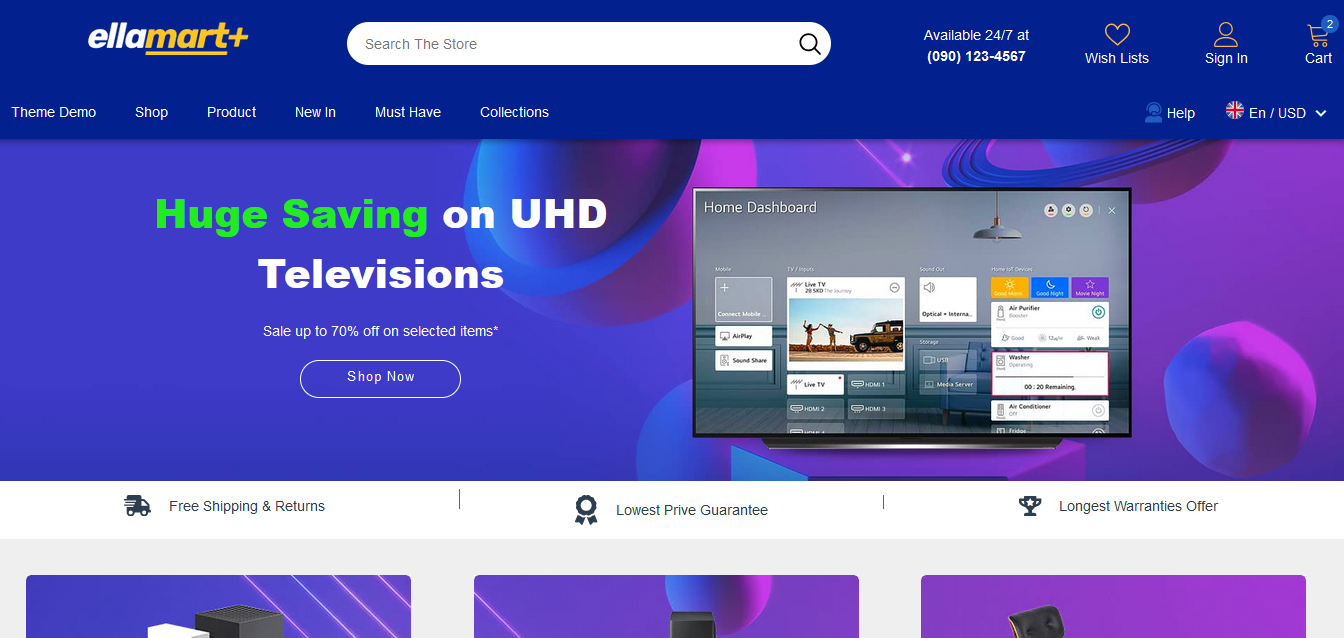 ellamart+
Search The Store
Available 24/7 at
(090) 123-4567
Wish Lists
Sign In
2
Cart
Theme Demo
Shop
Product
New In
Must Have
Collections
Help
En / USD
Huge Saving on UHD
Televisions
Sale up to 70% off on selected items*
Shop Now
Home Dashboard
Mobile
TV / Inputs
Sound Out
Home IoT Devices
Connect Mobile ...
AirPlay
Sound Share
Live TV
28 SKO The Journey
Live TV
HDMI 1
HDMI 2
HDMI 3
HDMI 4
Optical + Interna...
Storage
USB
Media Server
Good Night
Movie Night
Air Purifier
Booster
Good
Weak
Washer
Operating
00 : 20 Remaining.
Air Conditioner
Off
Fridge
Free Shipping & Returns
Lowest Prive Guarantee
Longest Warranties Offer